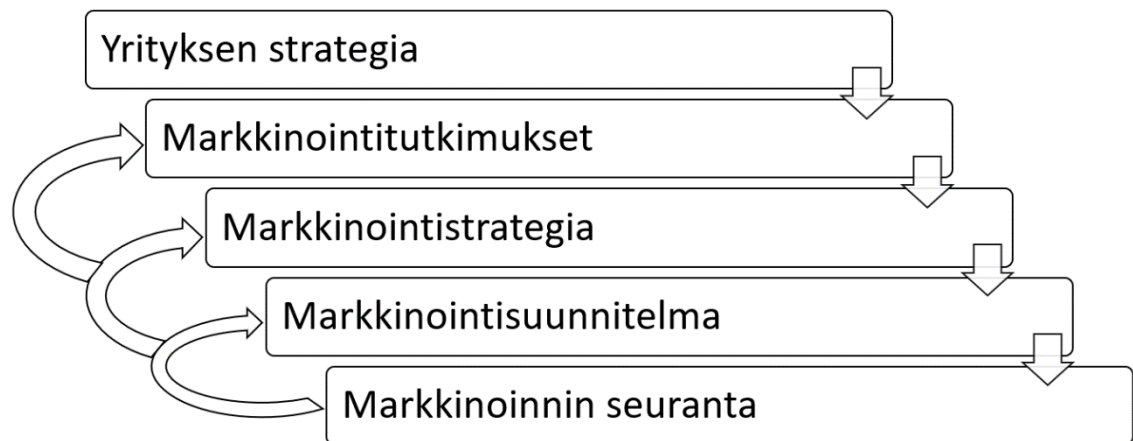 Yrityksen strategia
Markkinointitutkimukset
Markkinointistrategia
Markkinointisuunnitelma
Markkinoinnin seuranta